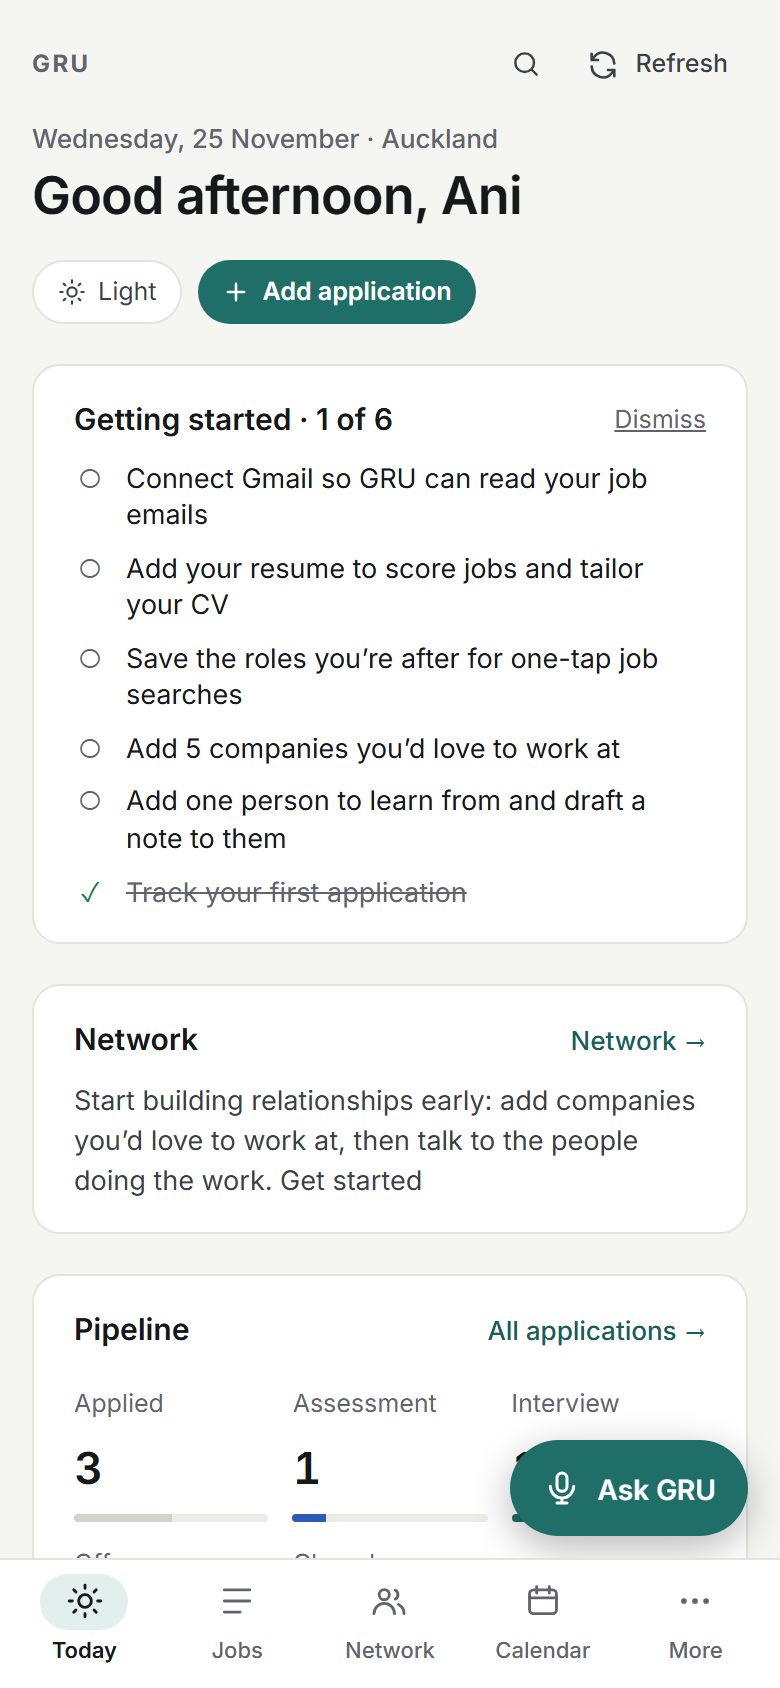 GRU
Refresh
Wednesday, 25 November · Auckland
Good afternoon, Ani
Light
+ Add application
Getting started · 1 of 6
Dismiss
Connect Gmail so GRU can read your job
emails
Add your resume to score jobs and tailor
your CV
Save the roles you’re after for one-tap job
searches
Add 5 companies you’d love to work at
Add one person to learn from and draft a
note to them
✓ Track your first application
Network
Network →
Start building relationships early: add companies
you’d love to work at, then talk to the people
doing the work. Get started
Pipeline
All applications →
Applied
Assessment
Interview
3
1
Ask GRU
Today
Jobs
Network
Calendar
More